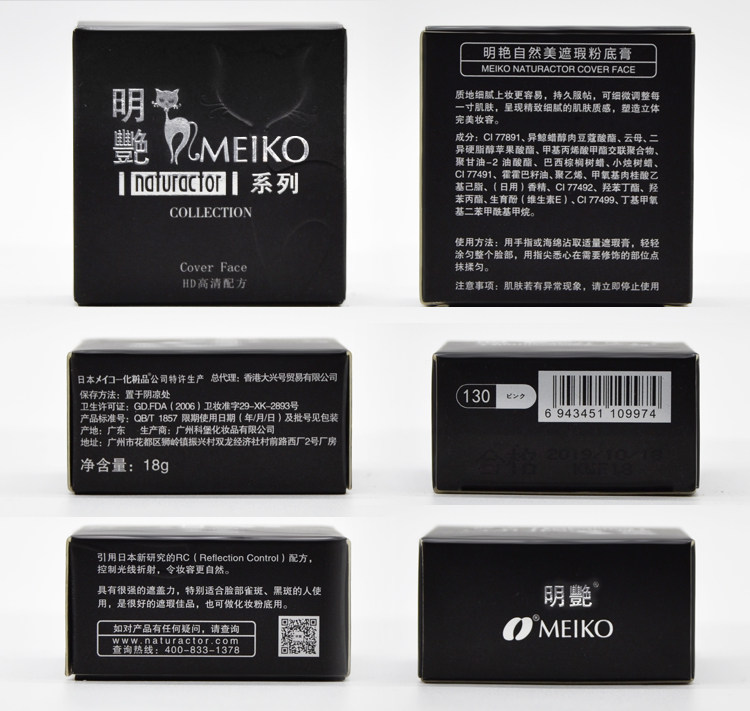 明
豔
MEIKO
naturactor 系列
COLLECTION
Cover Face
HD高清配方
明艳自然美遮瑕粉底膏
MEIKO NATURACTOR COVER FACE
质地细腻上妆更容易，持久服帖，可细微调整每
一寸肌肤，呈现精致细腻的肌肤质感，塑造立体
完美妆容。
成分：CI 77891、异鲸蜡醇肉豆蔻酸酯、云母、二
异硬脂醇苹果酸酯、甲基丙烯酸甲酯交联聚合物、
聚甘油-2 油酸酯、巴西棕榈树蜡、小烛树蜡、
CI 77491、霍霍巴籽油、聚乙烯、甲氧基肉桂酸乙
基己脂、（日用）香精、CI 77492、羟苯丁酯、羟
苯丙酯、生育酚（维生素E）、CI 77499、丁基甲氧
基二苯甲酰基甲烷。
使用方法：用手指或海绵沾取适量遮瑕膏，轻轻
涂匀整个脸部，用指尖悉心在需要修饰的部位点
抹揉匀。
注意事项：肌肤若有异常现象，请立即停止使用
日本メイコー化粧品®公司特许生产 总代理：香港大兴号贸易有限公司
保存方法：置于阴凉处
卫生许可证：GD.FDA（2006）卫妆准字29-XK-2893号
产品标准号：QB/T 1857 限期使用日期（年/月/日）及批号见包装
产地：广东 生产商：广州科堡化妆品有限公司
地址：广州市花都区狮岭镇振兴村双龙经济社村前路西厂2号厂房
净含量：18g
130 ピンク
6 943451 109974
引用日本新研究的RC（Reflection Control）配方，
控制光线折射，令妆容更自然。
具有很强的遮盖力，特别适合脸部雀斑、黑斑的人使
用，是很好的遮瑕佳品，也可做化妆粉底用。
如对产品有任何疑问，请查询
www.naturactor.com
查询热线：400-833-1378
明豔®
®MEIKO